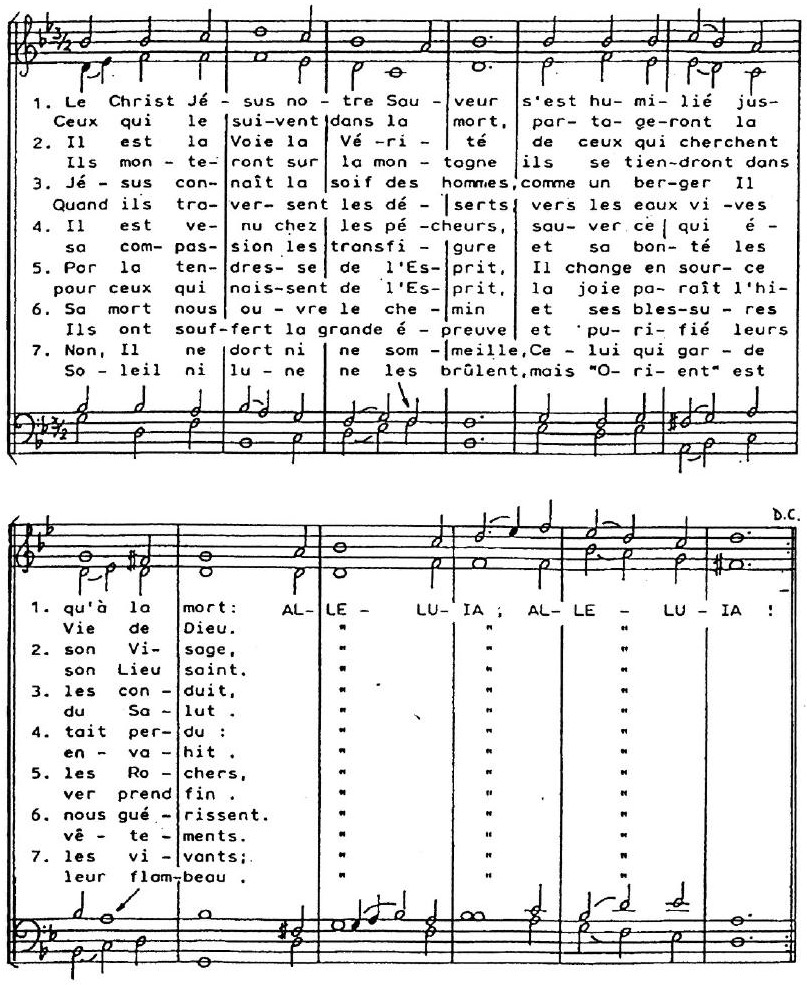 3/2
1. Le Christ Jé - sus no - tre Sau - veur s'est hu- mi- lié jus-
Ceux qui le sui-vent dans la mort, par- ta- ge-ront la
2. Il est la Voie la Vé -ri - té de ceux qui cherchent
Ils mon - te- ront sur la mon - tagne ils se tien-dront dans
3. Jé - sus con- naît la soif des hommes, comme un ber-ger Il
Quand ils tra- ver- sent les dé - serts vers les eaux vi -ves
4. Il est ve- nu chez les pé -cheurs, sau- ver ce qui é -
sa com- pas- sion les transfi - gure et sa bon- té les
5. Par la ten- dres- se de l'Es- prit, Il change en sour- ce
pour ceux qui nais-sent de l'Es- prit, la joie pa- raît l'hi-
6. Sa mort nous ou - vre le che - min et ses bles-su - res
Ils ont souf-fert la grande é - preuve et pu- ri- fié leurs
7. Non, Il ne dort ni ne som- meille, Ce - lui qui gar - de
So - leil ni lu - ne ne les brûlent, mais "O- ri- ent" est
3/2
D.C.
1. qu'à la mort: AL- LE - LU- IA ; AL- LE - LU - IA !
Vie de Dieu. " " "
2. son Vi- sage, " " "
son Lieu saint. " " "
3. les con - duit, " " "
du Sa - lut . " " "
4. tait per- du : " " "
en - va - hit . " " "
5. les Ro - chers, " " "
ver prend fin . " " "
6. nous gué - rissent. " " "
vê - te - ments. " " "
7. les vi - vants; " " "
leur flam-beau . " " "